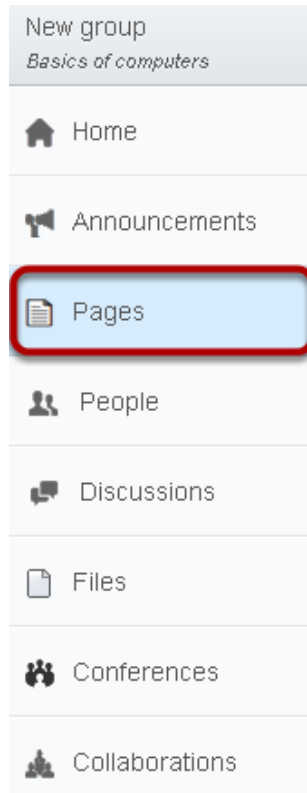 New group
Basics of computers
Home
Announcements
Pages
People
Discussions
Files
Conferences
Collaborations